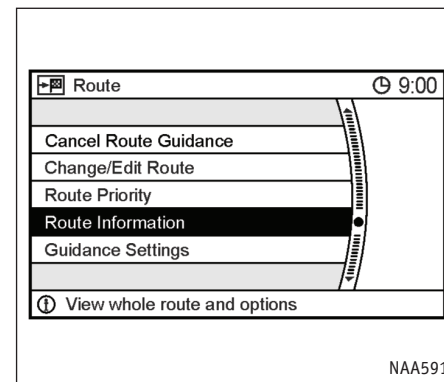 Route 9:00
Cancel Route Guidance
Change/Edit Route
Route Priority
Route Information
Guidance Settings
View whole route and options
NAA591